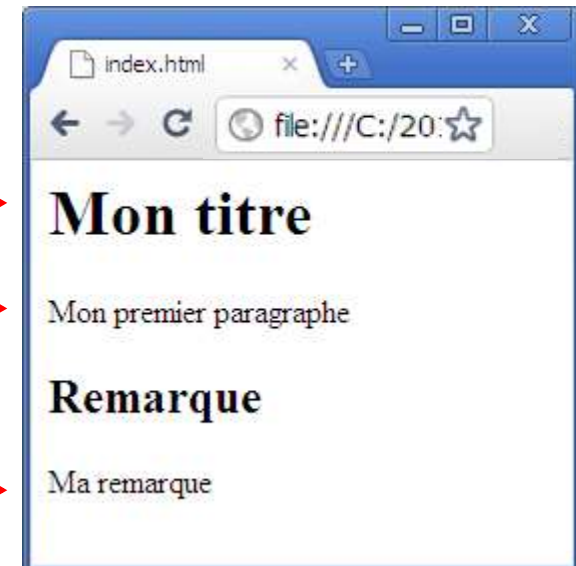 index.html
file:///C:/20
Mon titre
Mon premier paragraphe
Remarque
Ma remarque